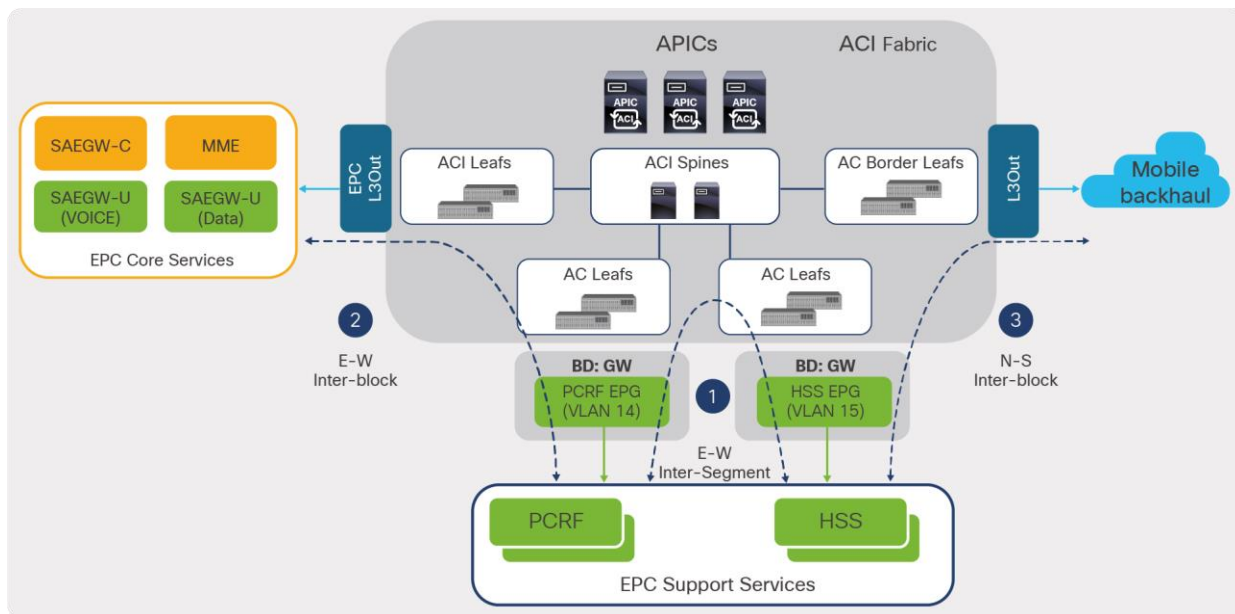 APICs
ACI Fabric
APIC
ACI
APIC
ACI
APIC
ACI
SAEGW-C
MME
SAEGW-U
(VOICE)
SAEGW-U
(Data)
EPC Core Services
EPC
L3Out
ACI Leafs
ACI Spines
AC Border Leafs
L3Out
Mobile
backhaul
AC Leafs
AC Leafs
2
E-W
Inter-block
3
N-S
Inter-block
BD: GW
PCRF EPG
(VLAN 14)
1
BD: GW
HSS EPG
(VLAN 15)
E-W
Inter-Segment
PCRF
HSS
EPC Support Services